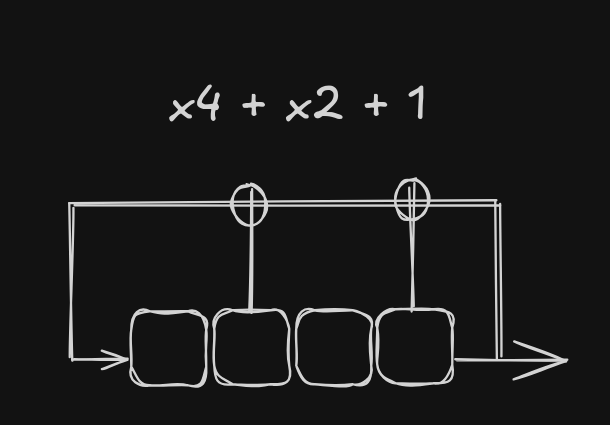 x4 + x2 + 1